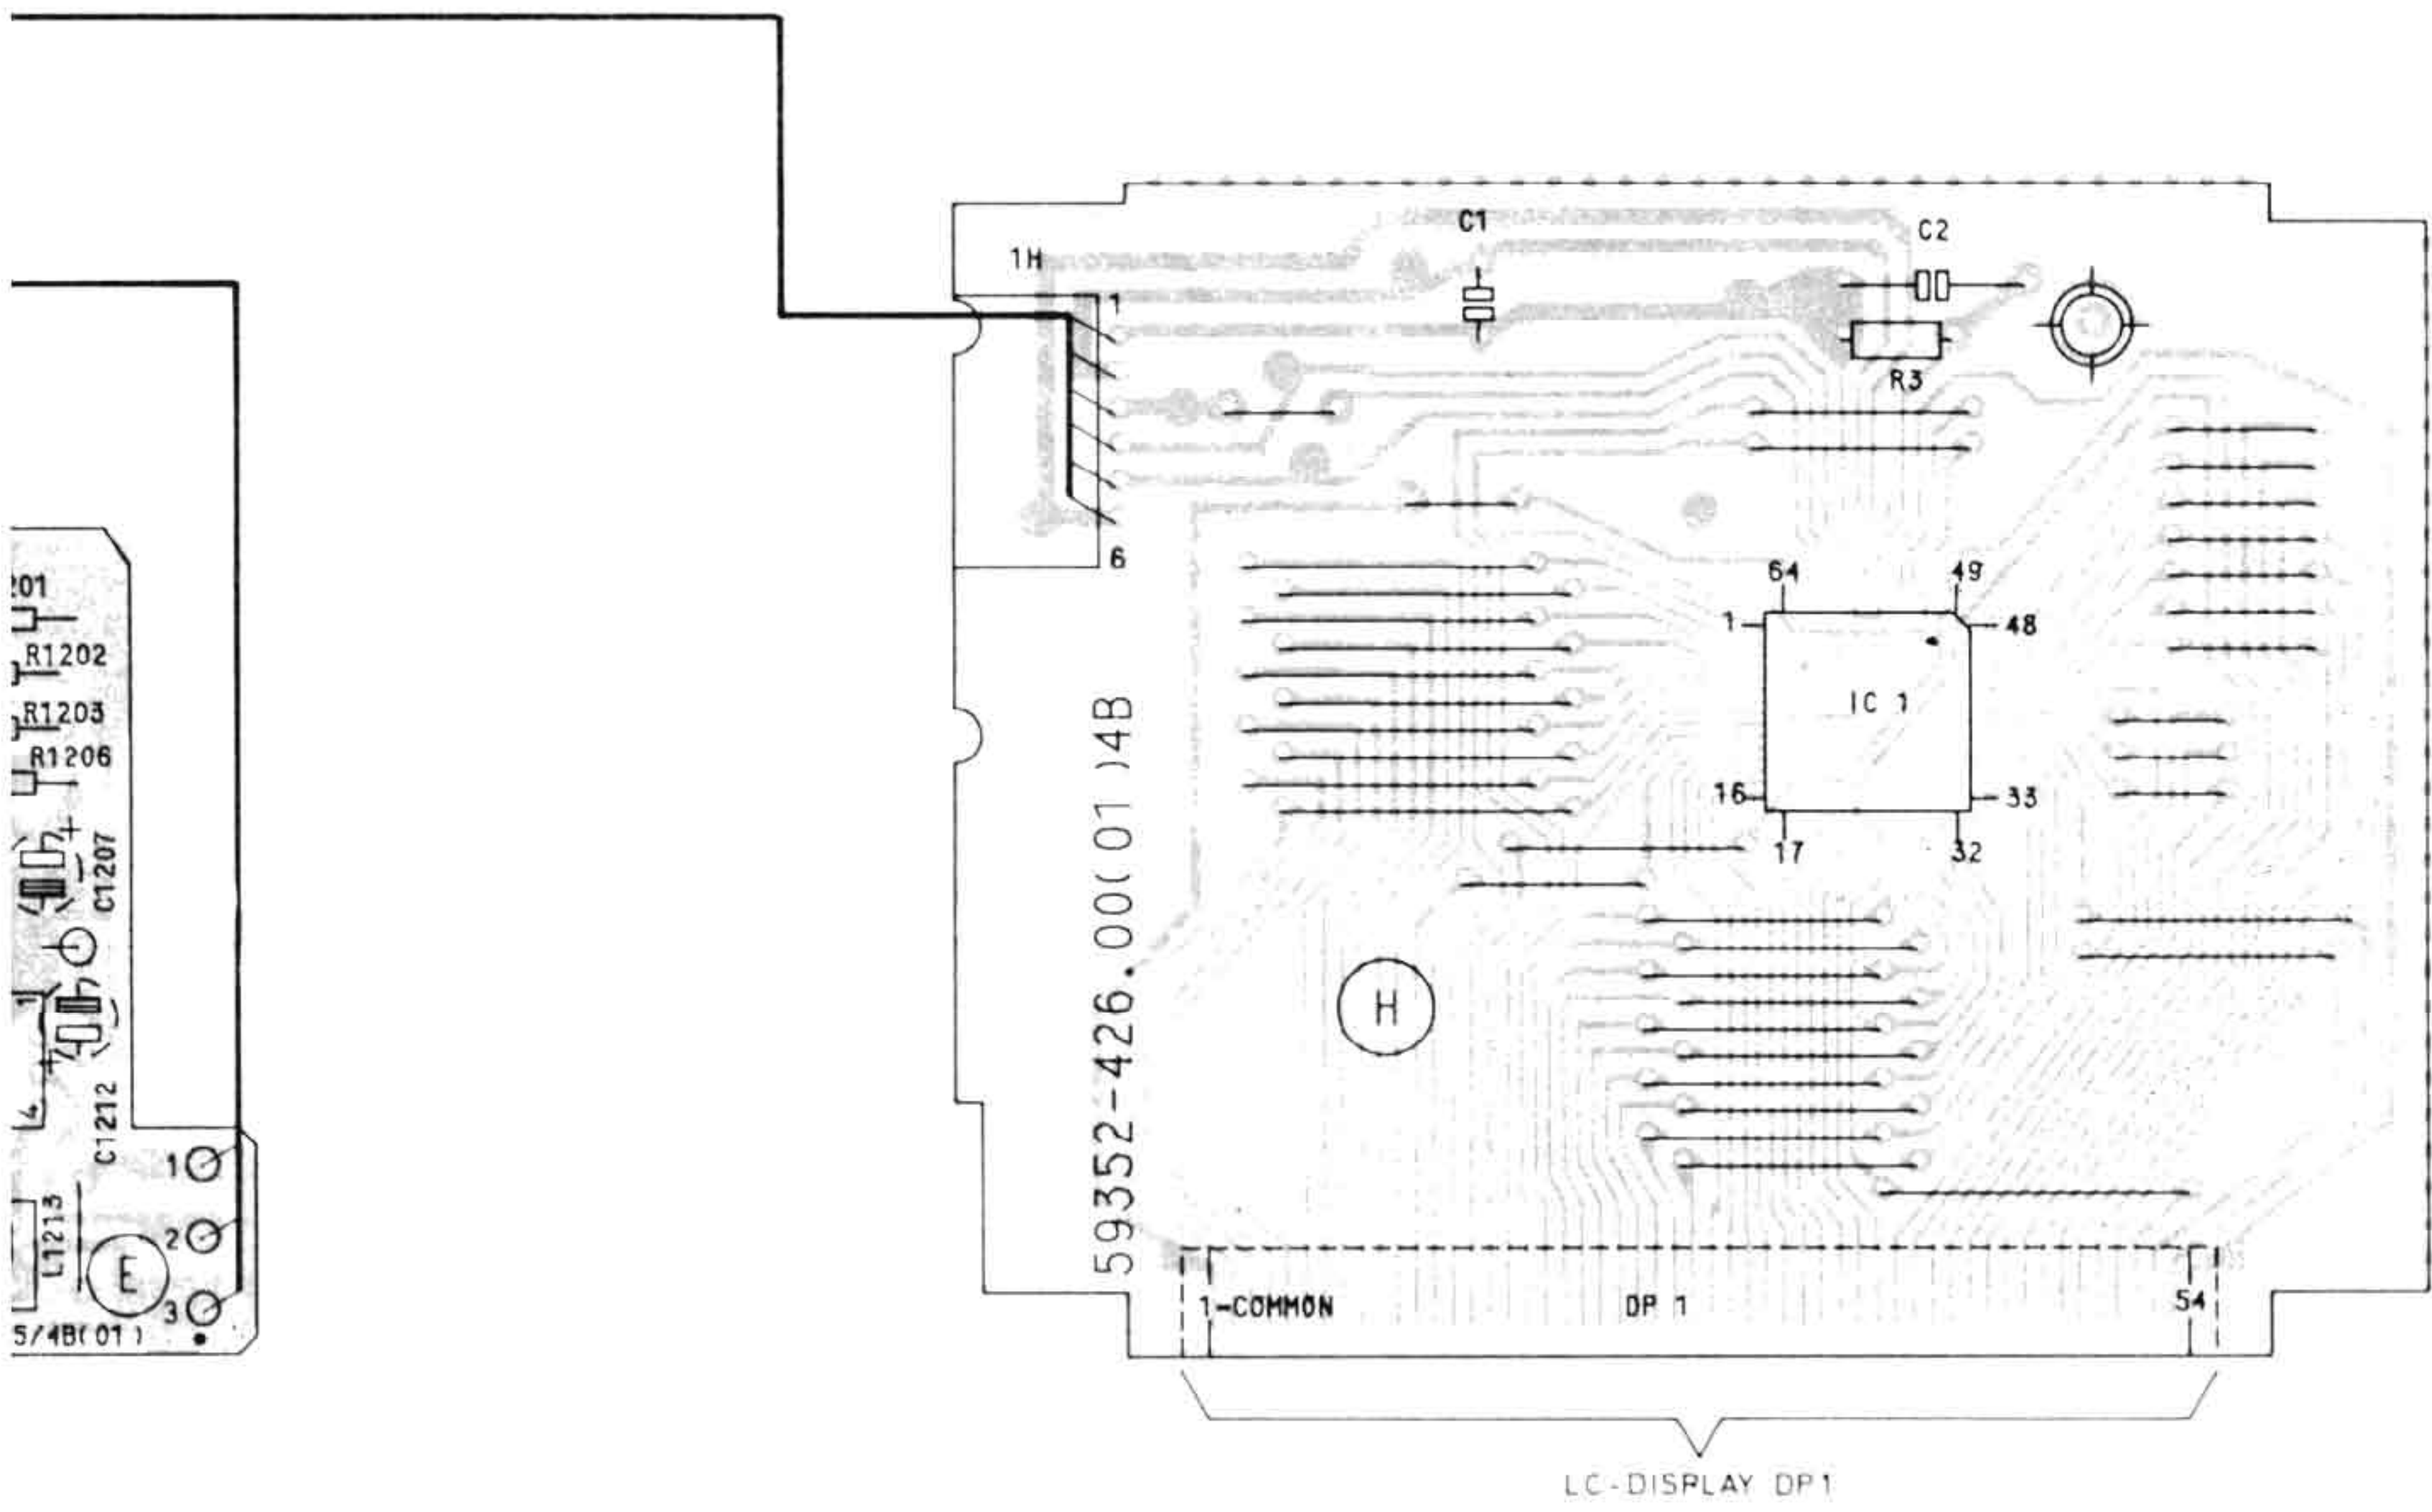 201
R1202
R1203
R1206
+
C1207
1
+
4
C1212
L1213
E
1
2
3
5/4B(01)
1H
1
6
C1
C2
R3
64
49
1
48
IC 1
16
33
17
32
59352-426.00(01)4B
H
1-COMMON
DP 1
54
LC-DISPLAY DP1